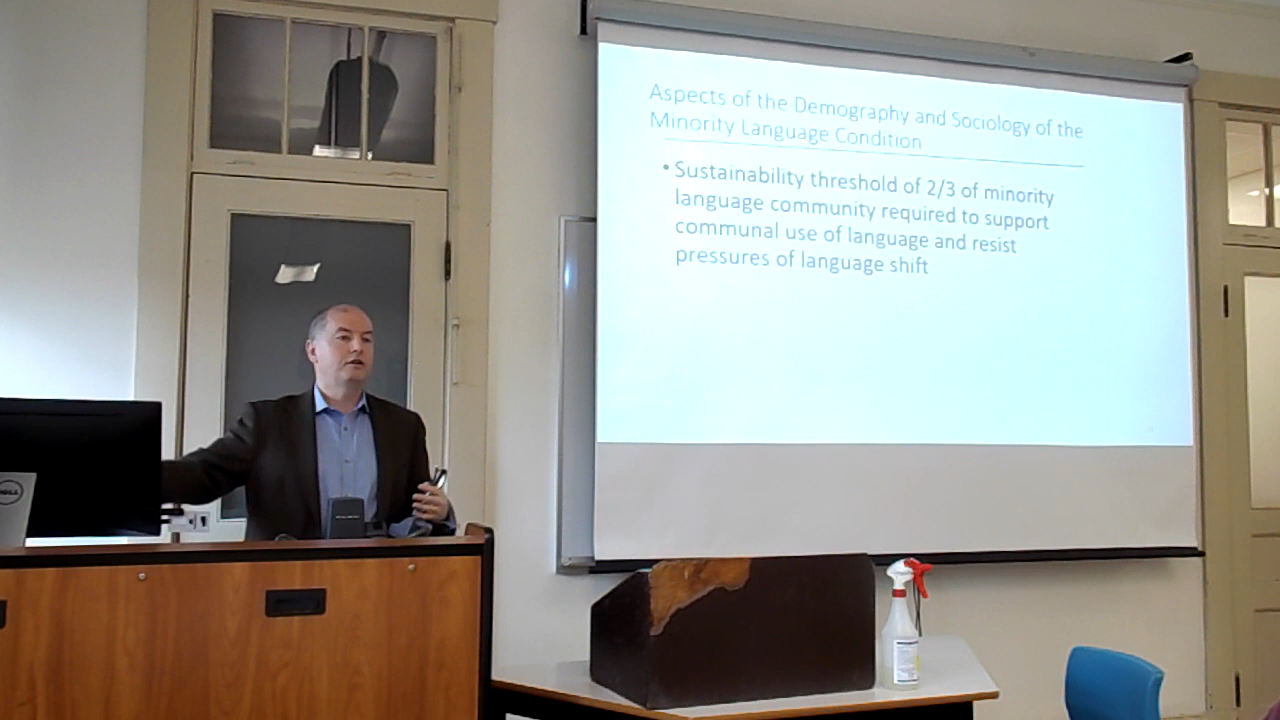 Aspects of the Demography and Sociology of the
Minority Language Condition
• Sustainability threshold of 2/3 of minority
language community required to support
communal use of language and resist
pressures of language shift
DELL